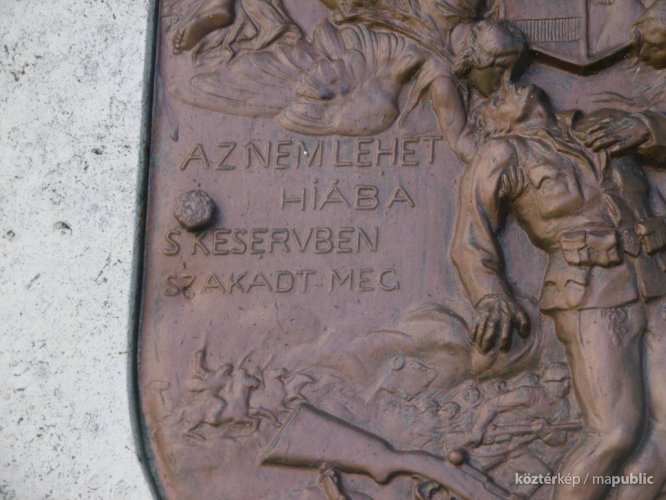 AZ NEM LEHET
HIÁBA
S KESERVBEN
SZAKADT MEG
köztérkép / mapublic